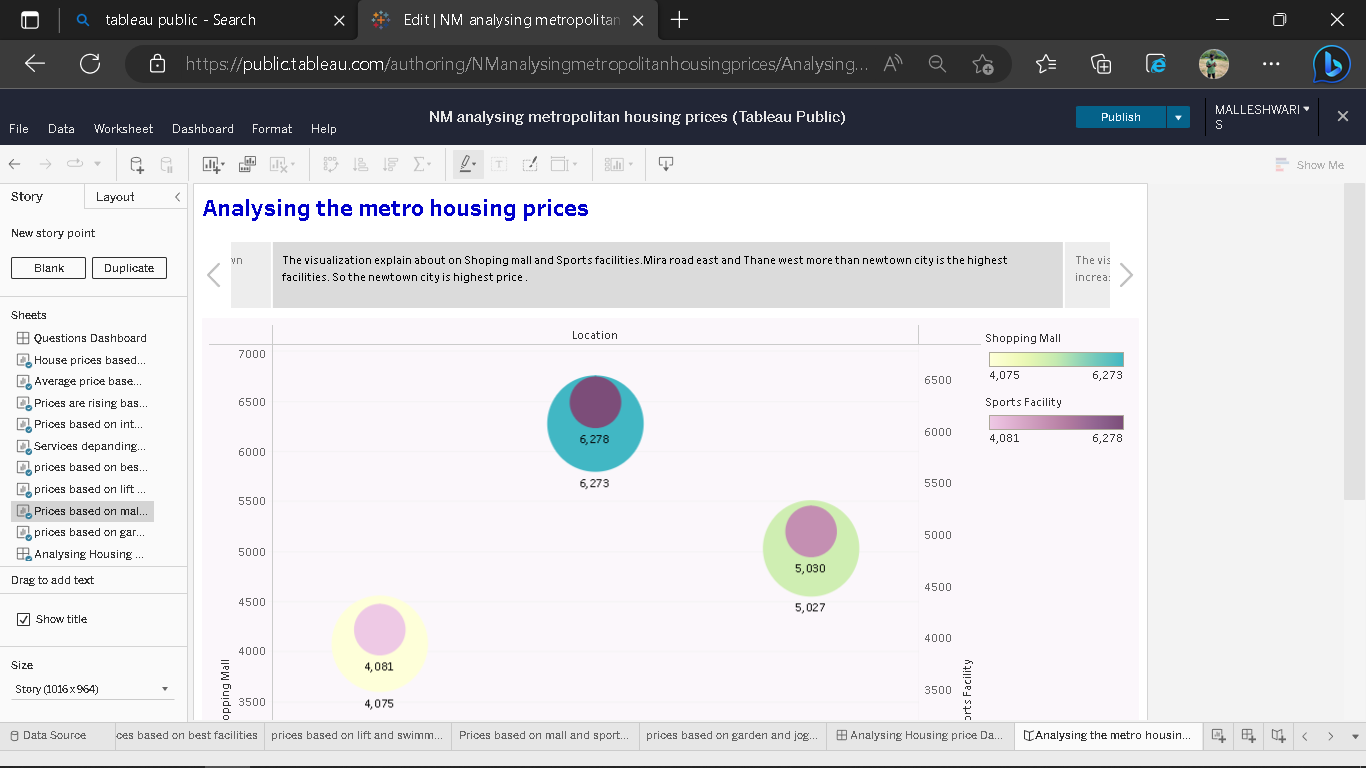 tableau public - Search
Edit | NM analysing metropolitan
https://public.tableau.com/authoring/NManalysingmetropolitanhousingprices/Analysing...
NM analysing metropolitan housing prices (Tableau Public)
Publish
MALLESHWARI
S
File Data Worksheet Dashboard Format Help
Show Me
Story Layout
New story point
Blank Duplicate
Sheets
Questions Dashboard
House prices based...
Average price base...
Prices are rising bas...
Prices based on int...
Services depanding...
prices based on bes...
prices based on lift ...
Prices based on mal...
prices based on gar...
Analysing Housing ...
Drag to add text
Show title
Size
Story (1016 x 964)
Analysing the metro housing prices
The visualization explain about on Shoping mall and Sports facilities.Mira road east and Thane west more than newtown city is the highest
facilities. So the newtown city is highest price .
The vis
increa
Location
7000
6500
6000
5500
5000
4500
4000
3500
6,278
6,273
5,030
5,027
4,081
4,075
6500
6000
5500
5000
4500
4000
3500
Shopping Mall
4,075 6,273
Sports Facility
4,081 6,278
Data Source
ces based on best facilities
prices based on lift and swimm...
Prices based on mall and sport...
prices based on garden and jog...
Analysing Housing price Da...
Analysing the metro housin...